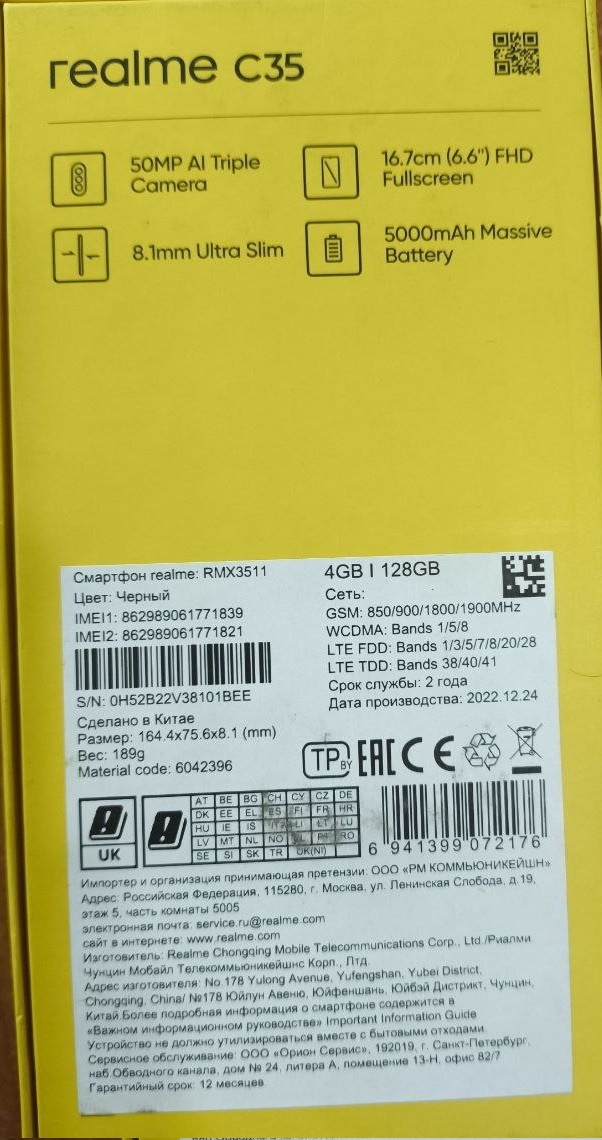 realme C35
50MP AI Triple
Camera
16.7cm (6.6") FHD
Fullscreen
8.1mm Ultra Slim
5000mAh Massive
Battery
Смартфон realme: RMX3511
Цвет: Черный
IMEI1: 862989061771839
IMEI2: 862989061771821
S/N: 0H52B22V38101BEE
Сделано в Китае
Размер: 164.4x75.6x8.1 (mm)
Вес: 189g
Material code: 6042396
4GB | 128GB
Сеть:
GSM: 850/900/1800/1900MHz
WCDMA: Bands 1/5/8
LTE FDD: Bands 1/3/5/7/8/20/28
LTE TDD: Bands 38/40/41
Срок службы: 2 года
Дата производства: 2022.12.24
TP BY EAC CE
UK
AT BE BG CH CY CZ DE
DK EE EL ES FI FR HR
HU IE IS IT LI LT LU
LV MT NL NO PL PT RO
SE SI SK TR UK(NI)
6 941399 072176
Импортер и организация принимающая претензии: ООО «РМ КОММЬЮНИКЕЙШН»
Адрес: Российская Федерация, 115280, г. Москва, ул. Ленинская Слобода, д.19,
этаж 5, часть комнаты 5005
электронная почта: service.ru@realme.com
сайт в интернете: www.realme.com
Изготовитель: Realme Chongqing Mobile Telecommunications Corp., Ltd./Риалми
Чунцин Мобайл Телекоммьюникейшнс Корп., Лтд.
Адрес изготовителя: No.178 Yulong Avenue, Yufengshan, Yubei District,
Chongqing, China/ №178 Юйлун Авеню, Юйфеншань, Юйбэй Дистрикт, Чунцин,
Китай.Более подробная информация о смартфоне содержится в
«Важном информационном руководстве» Important Information Guide
Устройство не должно утилизироваться вместе с бытовыми отходами.
Сервисное обслуживание: ООО «Орион Сервис», 192019, г. Санкт-Петербург,
наб.Обводного канала, дом № 24, литера А, помещение 13-Н, офис 82/7
Гарантийный срок: 12 месяцев.